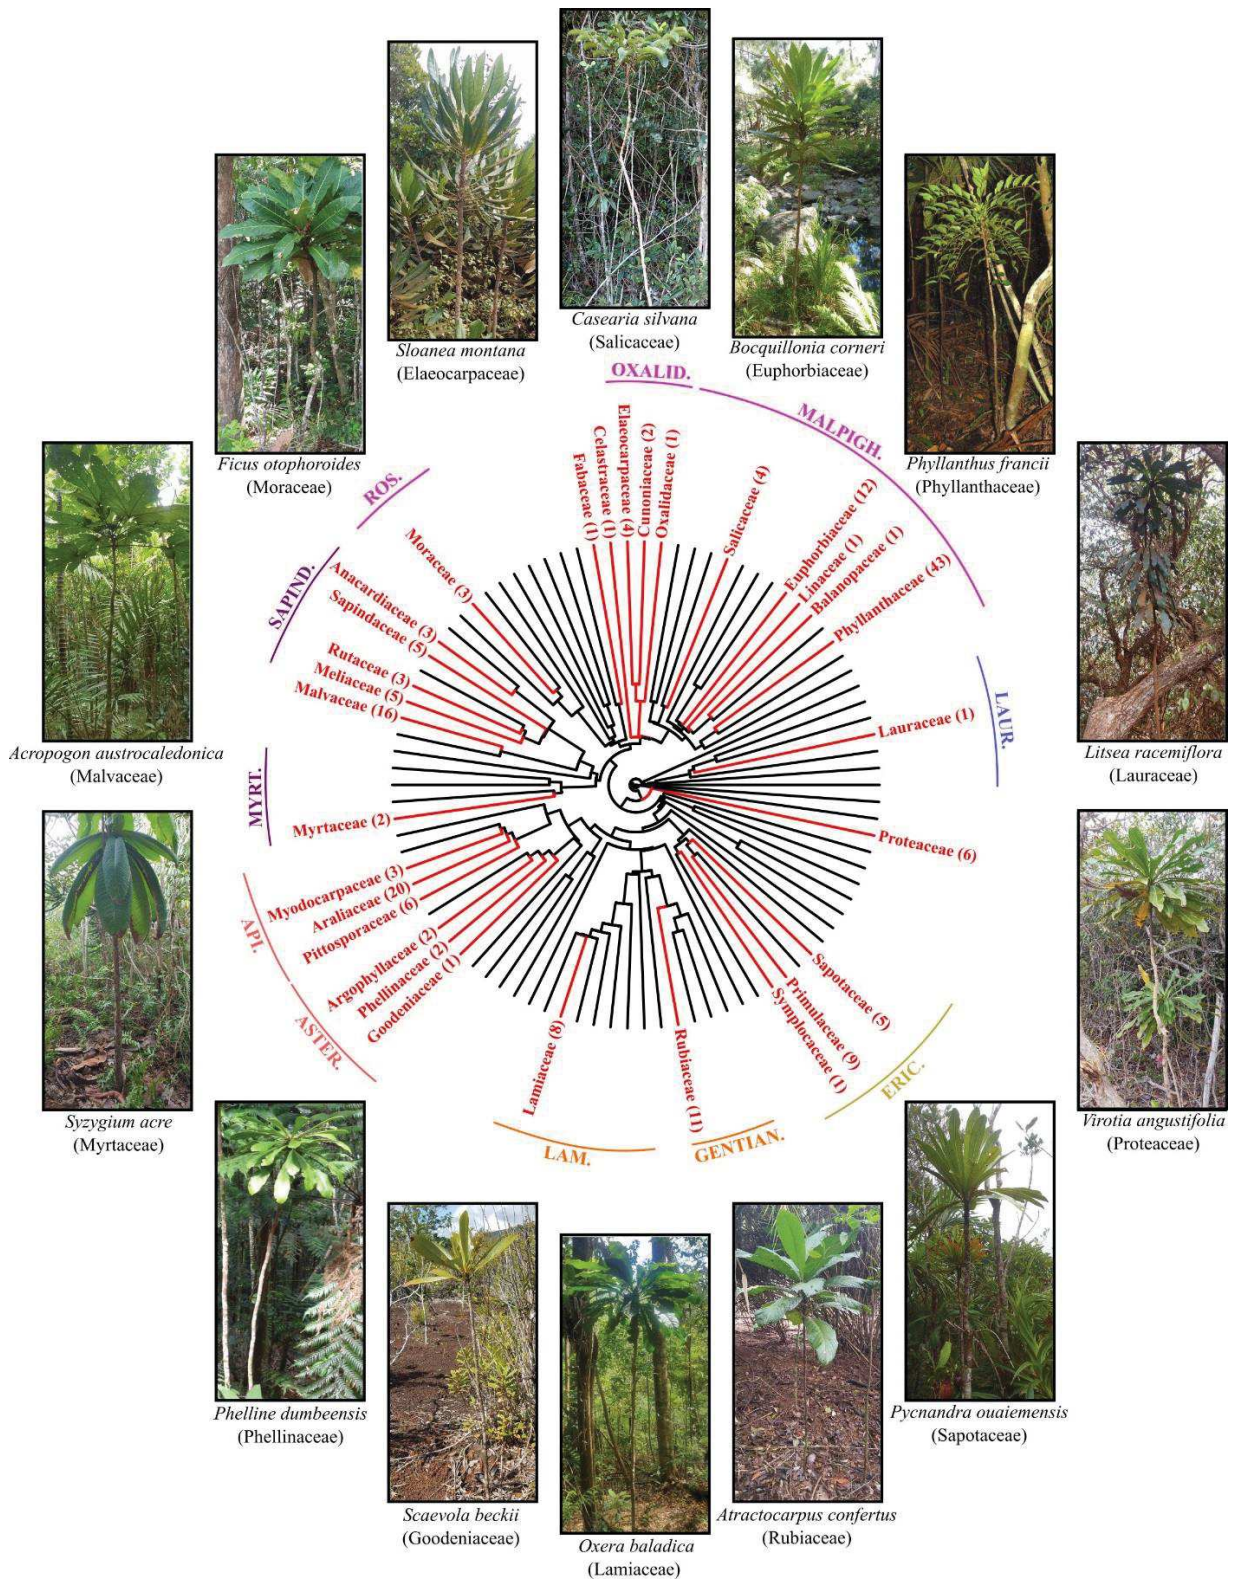 Casearia silvana
(Salicaceae)
Sloanea montana
(Elaeocarpaceae)
Bocquillonia corneri
(Euphorbiaceae)
Ficus otophoroides
(Moraceae)
Phyllanthus francii
(Phyllanthaceae)
Acropogon austrocaledonica
(Malvaceae)
Litsea racemiflora
(Lauraceae)
OXALID.
MALPIGH.
ROS.
SAPIND.
LAUR.
MYRT.
API.
ASTER.
LAM.
GENTIAN.
ERIC.
Fabaceae (1)
Celastraceae (1)
Elaeocarpaceae (4)
Cunoniaceae (2)
Oxalidaceae (1)
Salicaceae (4)
Euphorbiaceae (12)
Linaceae (1)
Balanopaceae (1)
Phyllanthaceae (43)
Lauraceae (1)
Proteaceae (6)
Sapotaceae (5)
Primulaceae (9)
Symplocaceae (1)
Rubiaceae (11)
Lamiaceae (8)
Goodeniaceae (1)
Phellinaceae (2)
Argophyllaceae (2)
Pittosporaceae (6)
Araliaceae (20)
Myodocarpaceae (3)
Myrtaceae (2)
Malvaceae (16)
Meliaceae (5)
Rutaceae (3)
Sapindaceae (5)
Anacardiaceae (3)
Moraceae (3)
Syzygium acre
(Myrtaceae)
Virotia angustifolia
(Proteaceae)
Phelline dumbeensis
(Phellinaceae)
Pycnandra ouaiemensis
(Sapotaceae)
Scaevola beckii
(Goodeniaceae)
Atractocarpus confertus
(Rubiaceae)
Oxera baladica
(Lamiaceae)